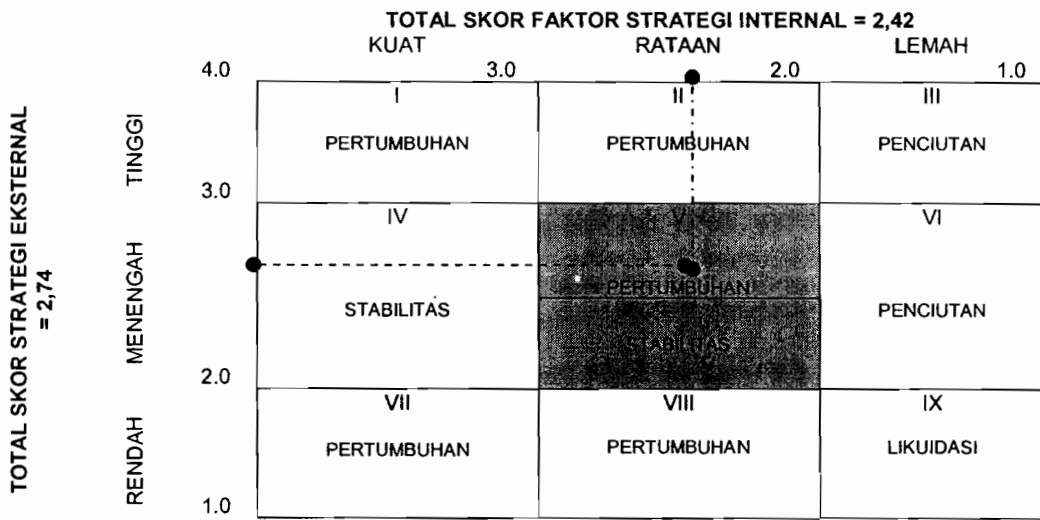 TOTAL SKOR FAKTOR STRATEGI INTERNAL = 2,42
KUAT RATAAN LEMAH
4.0 3.0 2.0 1.0
TOTAL SKOR STRATEGI EKSTERNAL
= 2,74
TINGGI
I II III
PERTUMBUHAN PERTUMBUHAN PENCIUTAN
3.0
MENENGAH
IV V VI
PERTUMBUHAN
STABILITAS PENCIUTAN
STABILITAS
2.0
RENDAH
VII VIII IX
PERTUMBUHAN PERTUMBUHAN LIKUIDASI
1.0